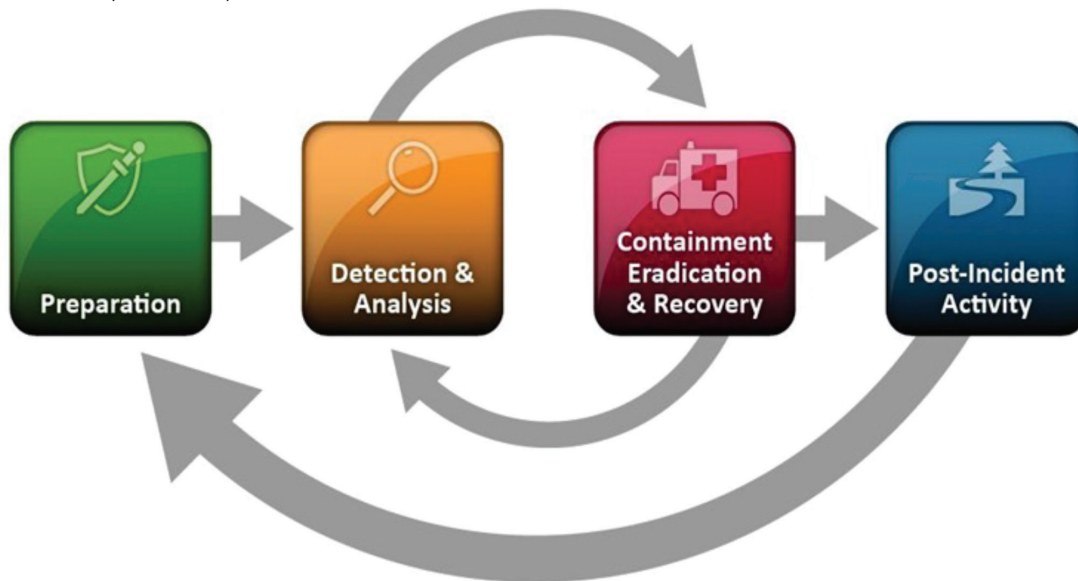 Preparation
Detection &
Analysis
Containment
Eradication
& Recovery
Post-Incident
Activity